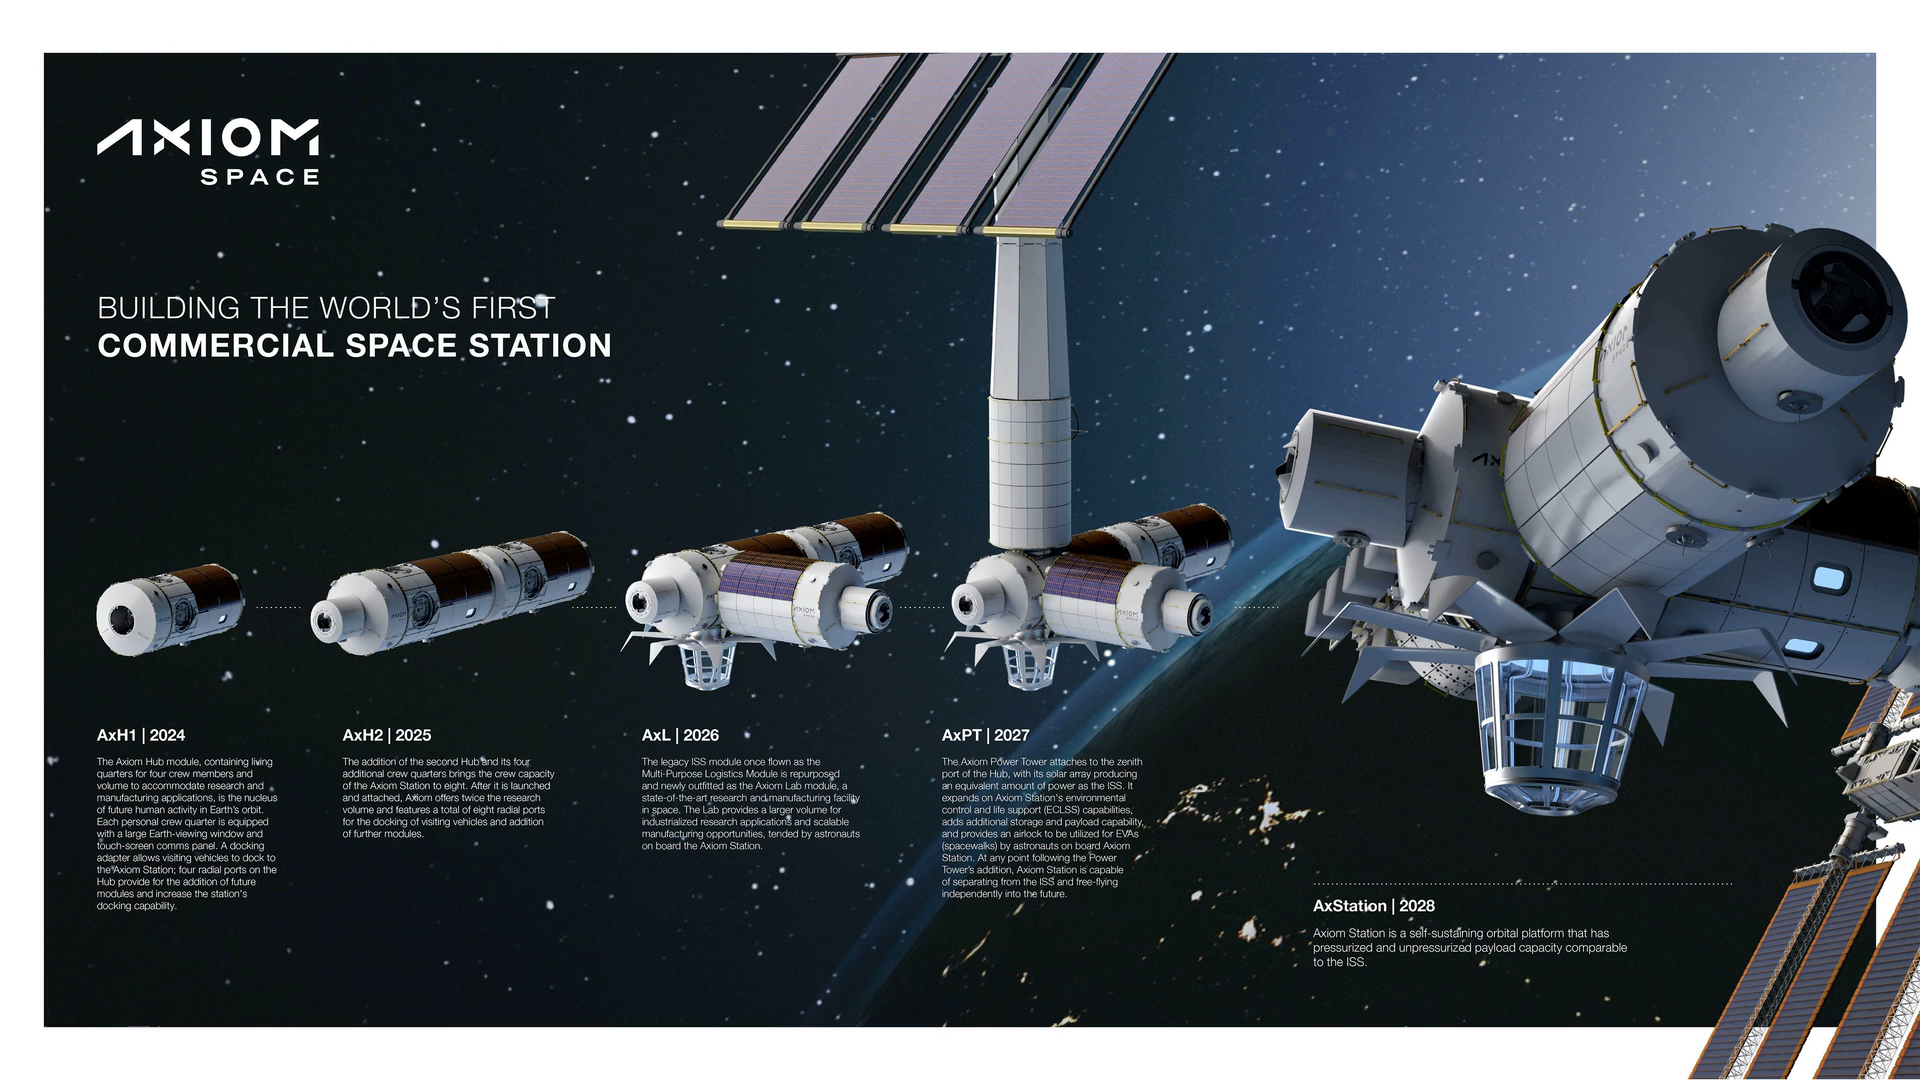 AXIOM
SPACE
BUILDING THE WORLD'S FIRST
COMMERCIAL SPACE STATION
AxH1 | 2024
The Axiom Hub module, containing living
quarters for four crew members and
volume to accommodate research and
manufacturing applications, is the nucleus
of future human activity in Earth's orbit.
Each personal crew quarter is equipped
with a large Earth-viewing window and
touch-screen comms panel. A docking
adapter allows visiting vehicles to dock to
the Axiom Station; four radial ports on the
Hub provide for the addition of future
modules and increase the station's
docking capability.
AxH2 | 2025
The addition of the second Hub and its four
additional crew quarters brings the crew capacity
of the Axiom Station to eight. After it is launched
and attached, Axiom offers twice the research
volume and features a total of eight radial ports
for the docking of visiting vehicles and addition
of further modules.
AxL | 2026
The legacy ISS module once flown as the
Multi-Purpose Logistics Module is repurposed
and newly outfitted as the Axiom Lab module, a
state-of-the-art research and manufacturing facility
in space. The Lab provides a larger volume for
industrialized research applications and scalable
manufacturing opportunities, tended by astronauts
on board the Axiom Station.
AxPT | 2027
The Axiom Power Tower attaches to the zenith
port of the Hub, with its solar array producing
an equivalent amount of power as the ISS. It
expands on Axiom Station's environmental
control and life support (ECLSS) capabilities,
adds additional storage and payload capability,
and provides an airlock to be utilized for EVAs
(spacewalks) by astronauts on board Axiom
Station. At any point following the Power
Tower's addition, Axiom Station is capable
of separating from the ISS and free-flying
independently into the future.
AxStation | 2028
Axiom Station is a self-sustaining orbital platform that has
pressurized and unpressurized payload capacity comparable
to the ISS.
AXIOM
AXIOM
AXIOM
SPACE